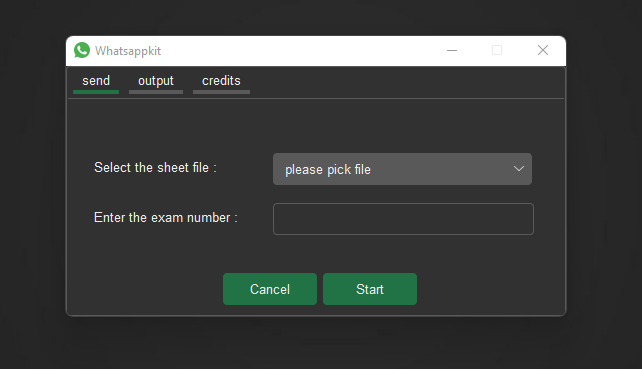 Whatsappkit
send output credits
Select the sheet file : please pick file
Enter the exam number :
Cancel Start